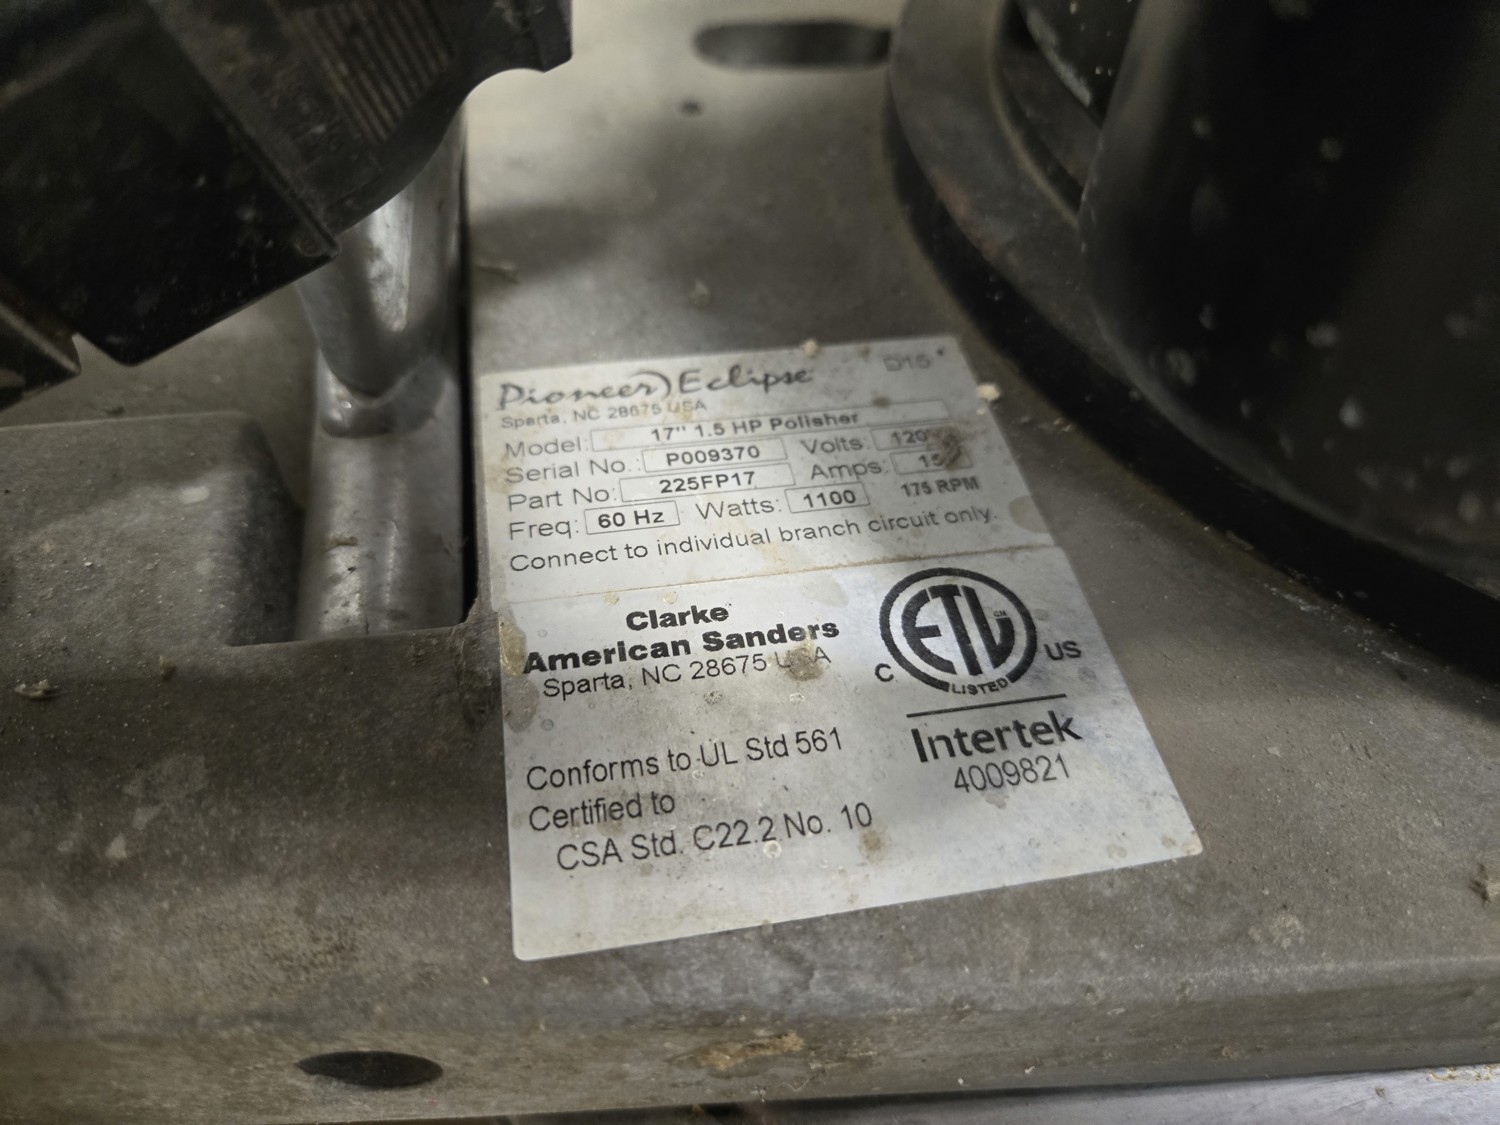 Pioneer Eclipse D15
Sparta, NC 28675 USA
Model: 17" 1.5 HP Polisher
Serial No.: P009370 Volts: 120
Part No: 225FP17 Amps: 15
Freq: 60 Hz Watts: 1100 175 RPM
Connect to individual branch circuit only.
Clarke
American Sanders
Sparta, NC 28675 USA
C ETL CM US
LISTED
Intertek
4009821
Conforms to UL Std 561
Certified to
CSA Std. C22.2 No. 10